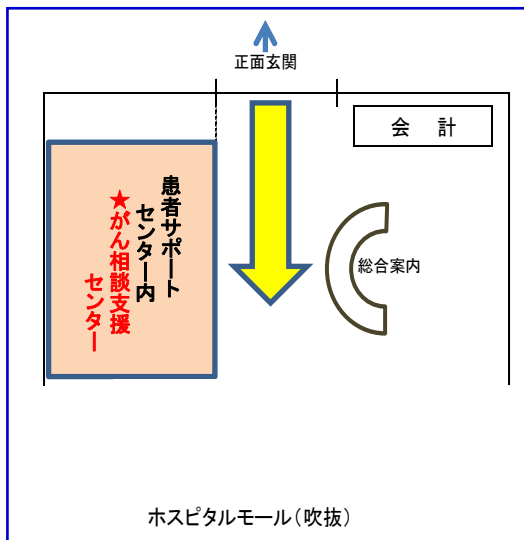 正面玄関
会　計
患者サポート
センター内
★がん相談支援
センター
総合案内
ホスピタルモール（吹抜）